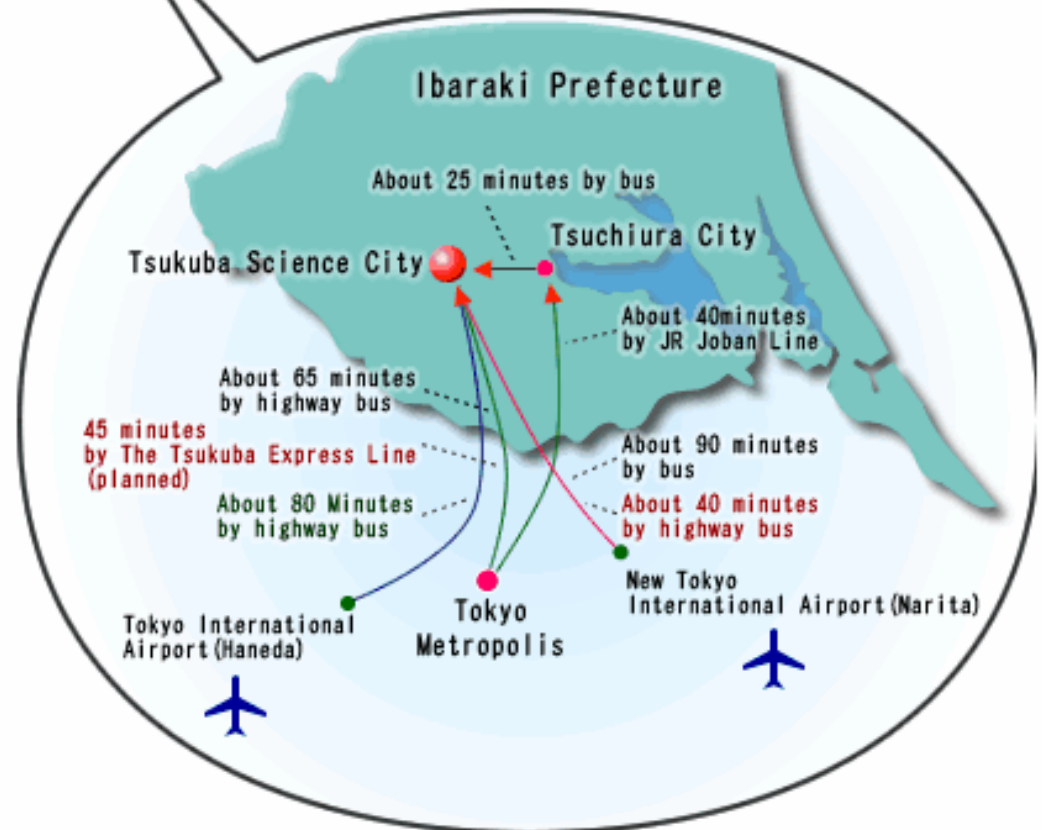 Ibaraki Prefecture
About 25 minutes by bus
Tsuchiura City
Tsukuba Science City
About 40minutes
by JR Joban Line
About 65 minutes
by highway bus
45 minutes
by The Tsukuba Express Line
(planned)
About 90 minutes
by bus
About 80 Minutes
by highway bus
About 40 minutes
by highway bus
New Tokyo
International Airport(Narita)
Tokyo
Metropolis
Tokyo International
Airport(Haneda)